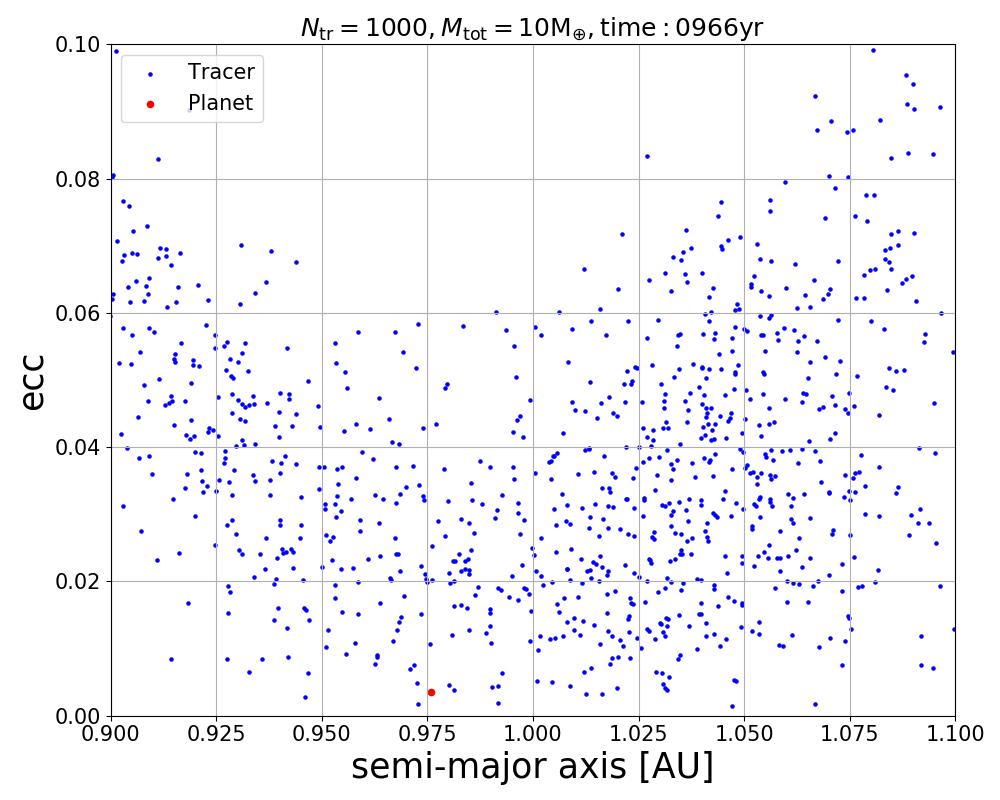 N_tr = 1000, M_tot = 10M_⊕, time : 0966yr
Tracer
Planet
0.10
0.08
0.06
0.04
0.02
0.00
ecc
0.900 0.925 0.950 0.975 1.000 1.025 1.050 1.075 1.100
semi-major axis [AU]